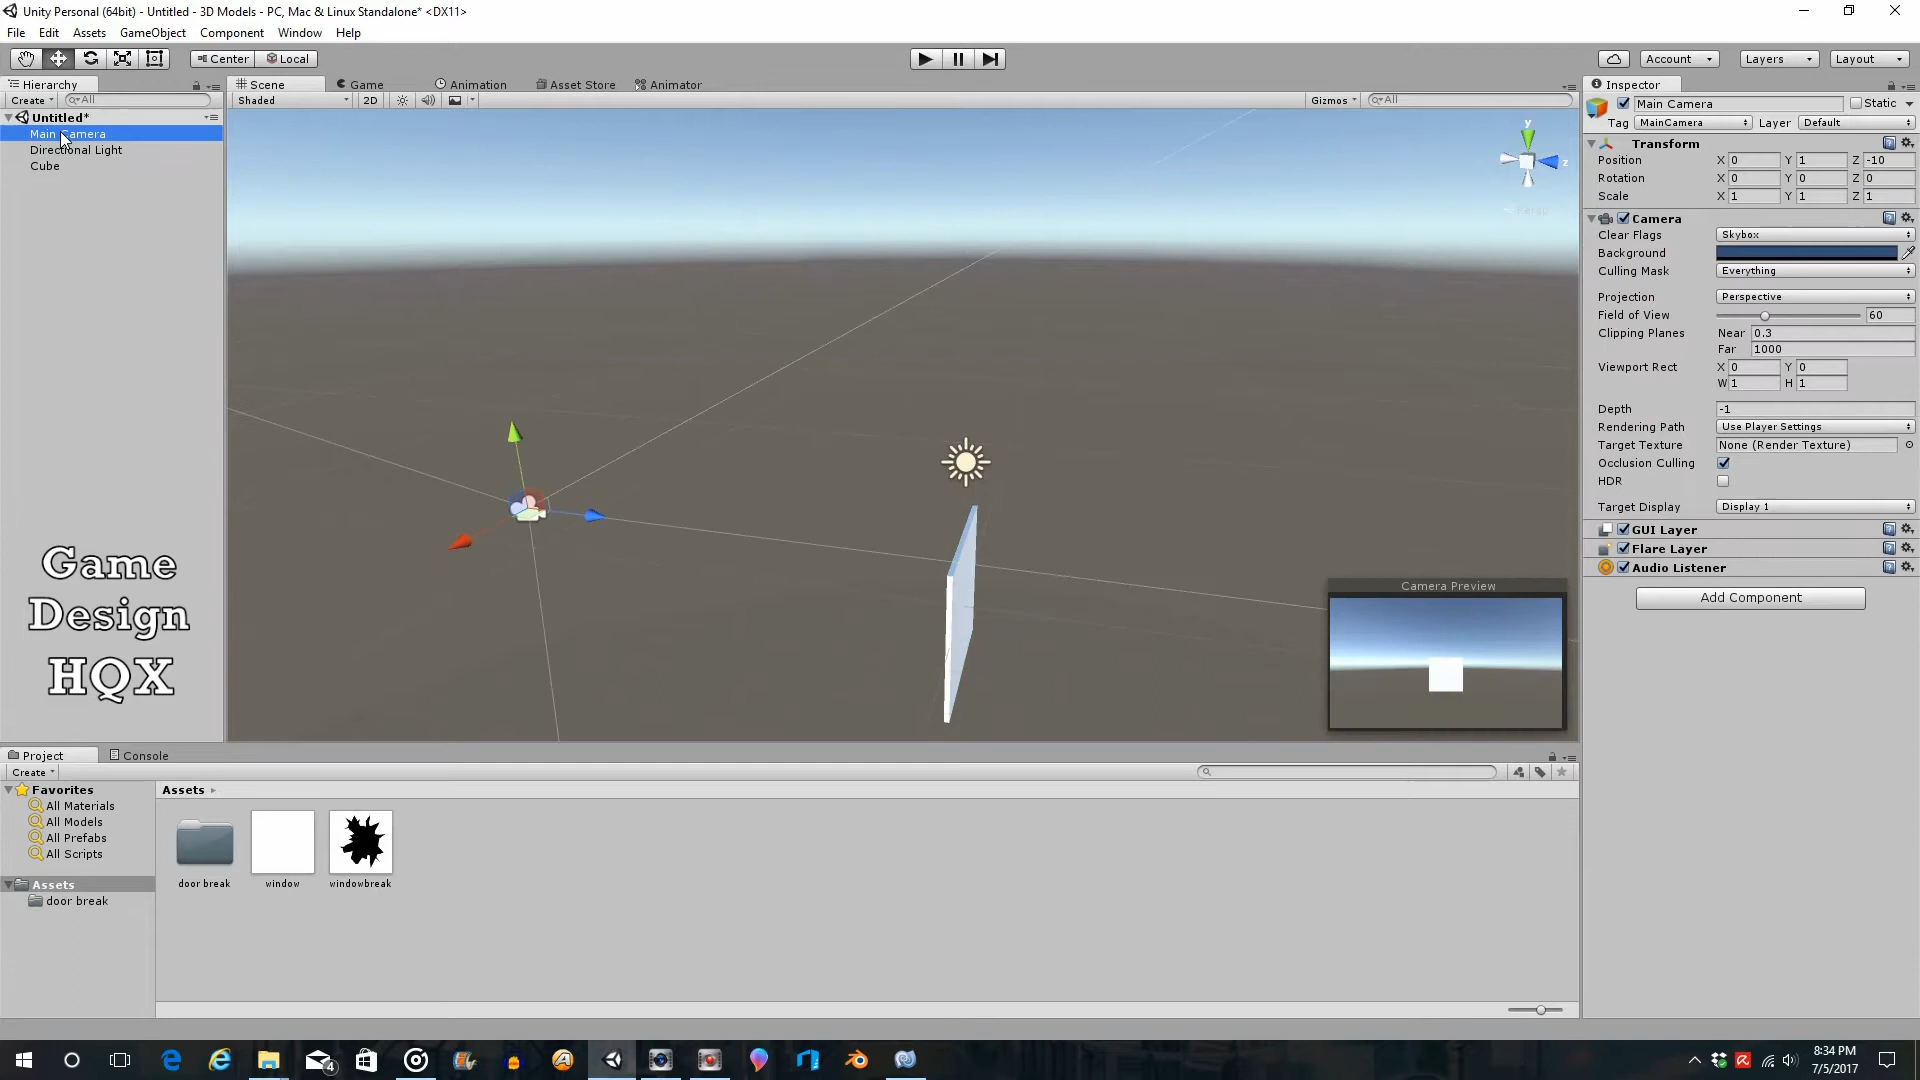 Unity Personal (64bit) - Untitled - 3D Models - PC, Mac & Linux Standalone* <DX11>
File Edit Assets GameObject Component Window Help
Center Local Account Layers Layout
Hierarchy
Create All
Untitled*
Main Camera
Directional Light
Cube
Scene Game Animation Asset Store Animator
Shaded 2D Gizmos All
y
z
Persp
Camera Preview
Game
Design
HQX
Inspector
Main Camera Static
Tag MainCamera Layer Default
Transform
Position X 0 Y 1 Z -10
Rotation X 0 Y 0 Z 0
Scale X 1 Y 1 Z 1
Camera
Clear Flags Skybox
Background
Culling Mask Everything
Projection Perspective
Field of View 60
Clipping Planes Near 0.3
Far 1000
Viewport Rect X 0 Y 0
W 1 H 1
Depth -1
Rendering Path Use Player Settings
Target Texture None (Render Texture)
Occlusion Culling
HDR
Target Display Display 1
GUI Layer
Flare Layer
Audio Listener
Add Component
Project Console
Create
Favorites
All Materials
All Models
All Prefabs
All Scripts
Assets
door break
Assets
door break window windowbreak
4
8:34 PM
7/5/2017